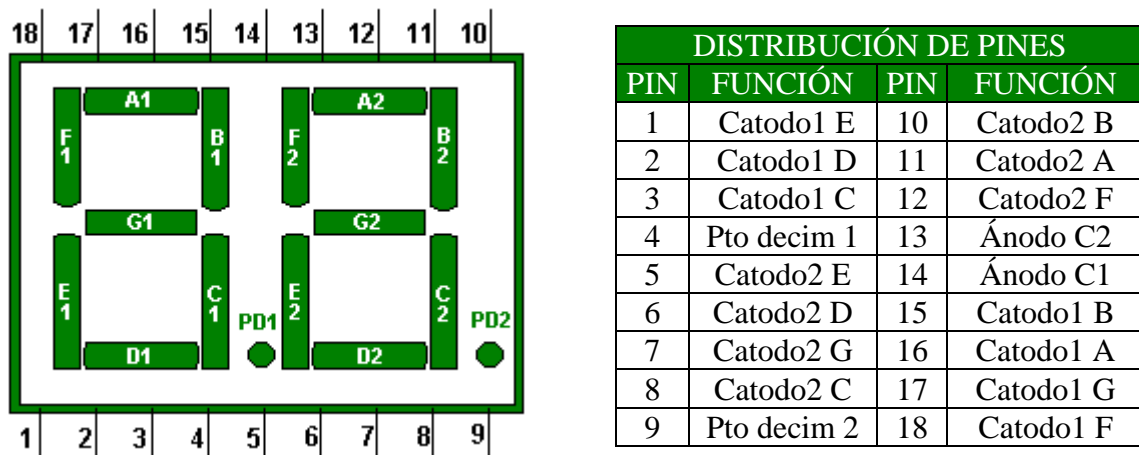 18 17 16 15 14 13 12 11 10
A1 A2
F1 B1 F2 B2
G1 G2
E1 C1 E2 C2
PD1 PD2
D1 D2
1 2 3 4 5 6 7 8 9
DISTRIBUCIÓN DE PINES
PIN FUNCIÓN PIN FUNCIÓN
1 Catodo1 E 10 Catodo2 B
2 Catodo1 D 11 Catodo2 A
3 Catodo1 C 12 Catodo2 F
4 Pto decim 1 13 Ánodo C2
5 Catodo2 E 14 Ánodo C1
6 Catodo2 D 15 Catodo1 B
7 Catodo2 G 16 Catodo1 A
8 Catodo2 C 17 Catodo1 G
9 Pto decim 2 18 Catodo1 F